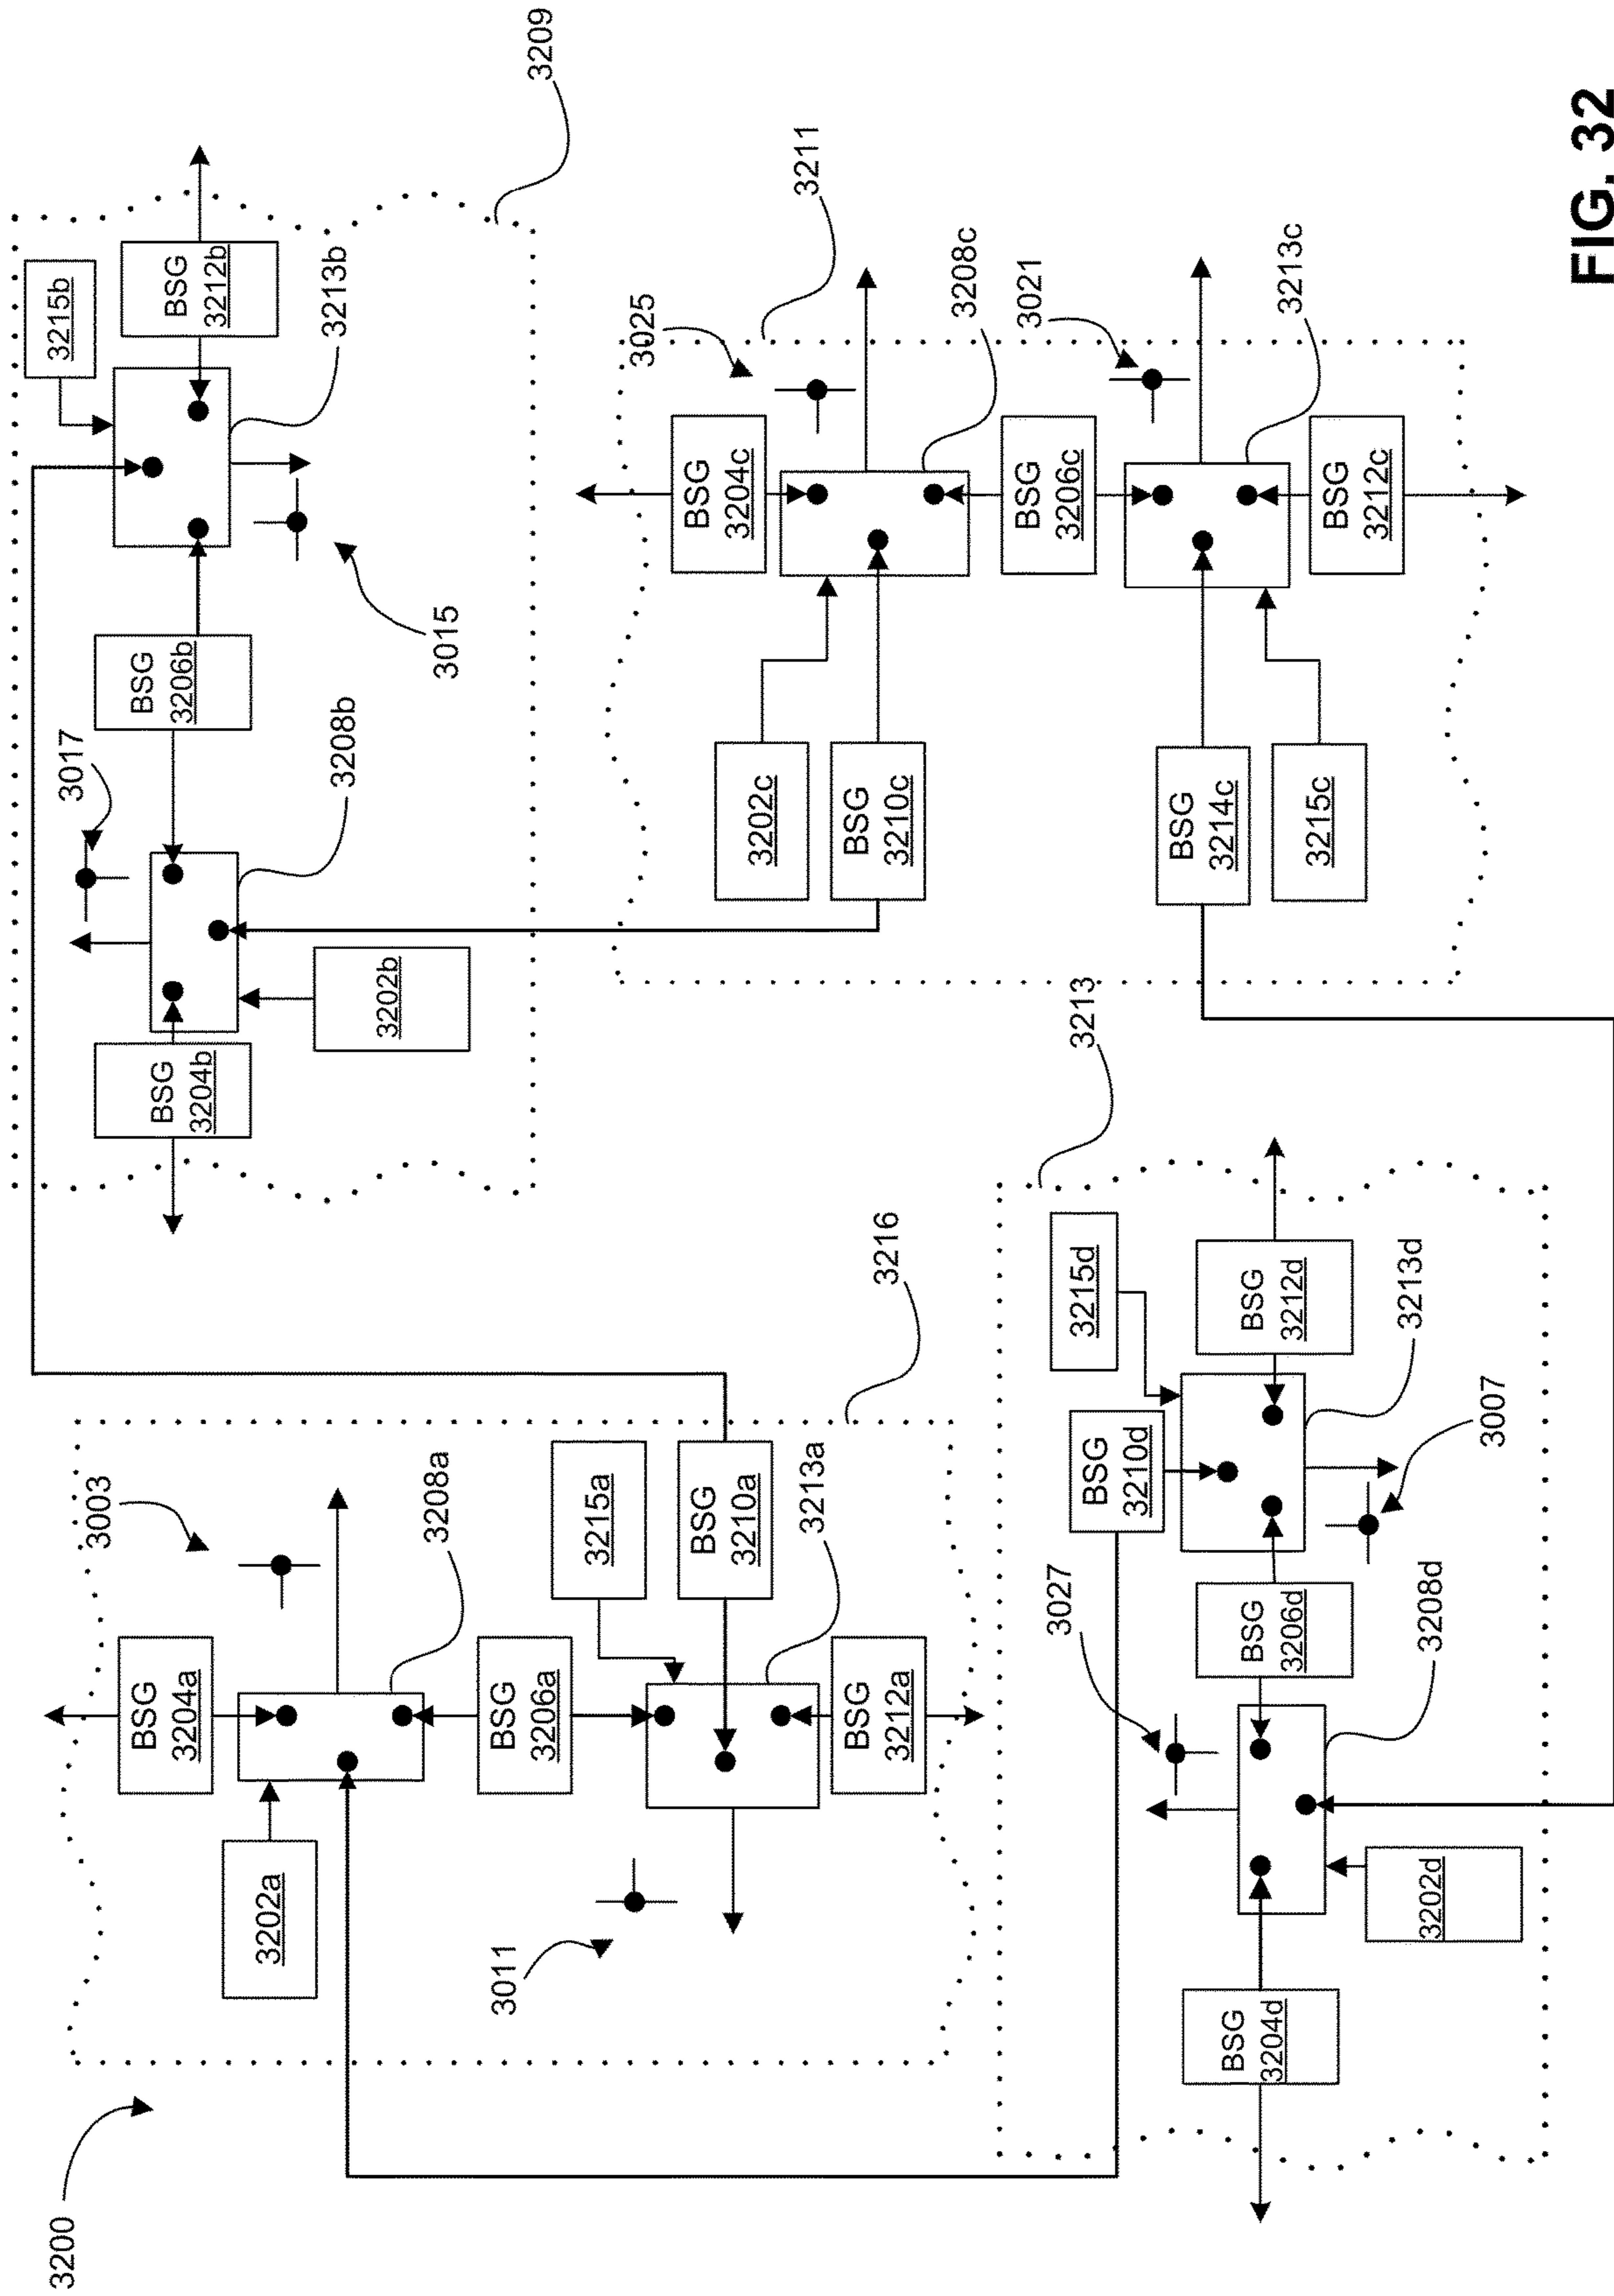 3200
3216
3003
BSG
3204a
3202a
3208a
BSG
3206a
3215a
BSG
3210a
3213a
BSG
3212a
3011
3209
3215b
BSG
3212b
3213b
BSG
3206b
3015
3017
3208b
BSG
3204b
3202b
3211
3025
BSG
3204c
3208c
3202c
BSG
3210c
BSG
3206c
3021
3213c
BSG
3214c
3215c
BSG
3212c
3213
3215d
BSG
3210d
BSG
3212d
3213d
3007
3027
BSG
3206d
3208d
BSG
3204d
3202d
FIG. 32